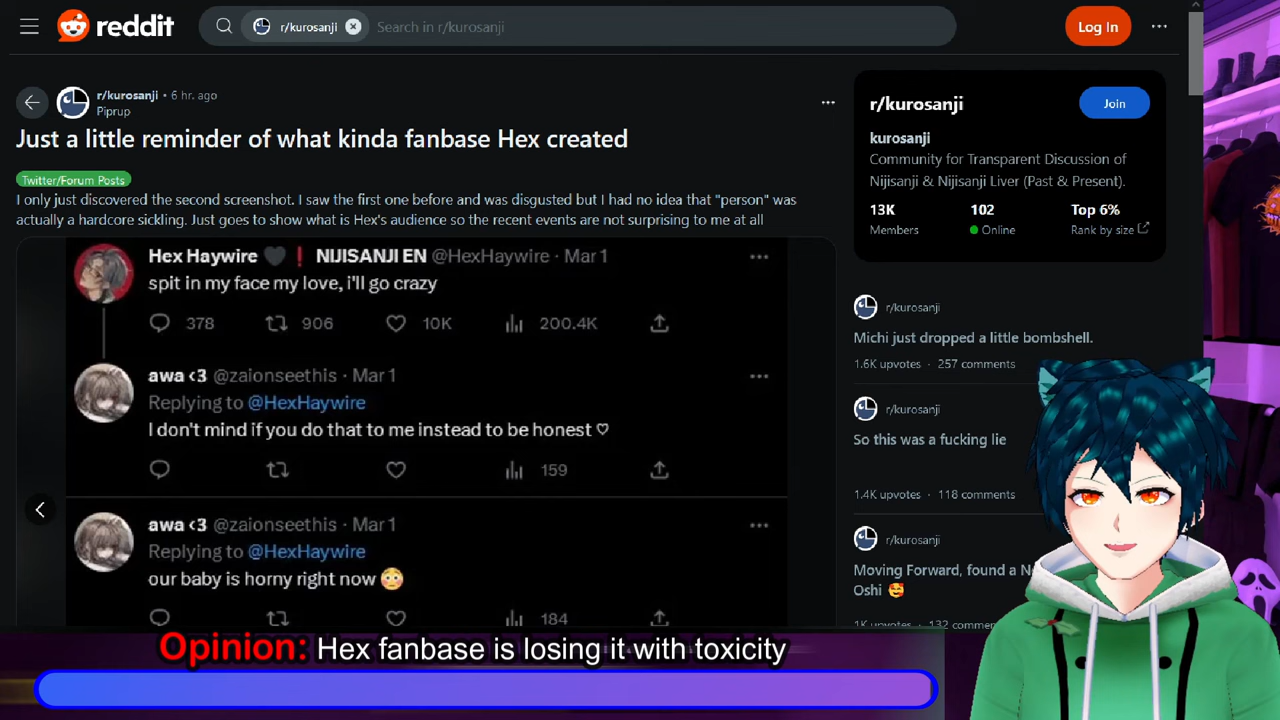 reddit
r/kurosanji
Search in r/kurosanji
Log In
r/kurosanji • 6 hr. ago
Piprup
Just a little reminder of what kinda fanbase Hex created
Twitter/Forum Posts
I only just discovered the second screenshot. I saw the first one before and was disgusted but I had no idea that "person" was
actually a hardcore sickling. Just goes to show what is Hex's audience so the recent events are not surprising to me at all
Hex Haywire 🖤❗ NIJISANJI EN @HexHaywire · Mar 1
spit in my face my love, i'll go crazy
378 906 10K 200.4K
awa <3 @zaionseethis · Mar 1
Replying to @HexHaywire
I don't mind if you do that to me instead to be honest ♡
159
awa <3 @zaionseethis · Mar 1
Replying to @HexHaywire
our baby is horny right now 😳
184
r/kurosanji
Join
kurosanji
Community for Transparent Discussion of
Nijisanji & Nijisanji Liver (Past & Present).
13K 102 Top 6%
Members Online Rank by size
r/kurosanji
Michi just dropped a little bombshell.
1.6K upvotes · 257 comments
r/kurosanji
So this was a fucking lie
1.4K upvotes · 118 comments
r/kurosanji
Moving Forward, found a
Oshi 🥰
1K upvotes · 132
Opinion: Hex fanbase is losing it with toxicity